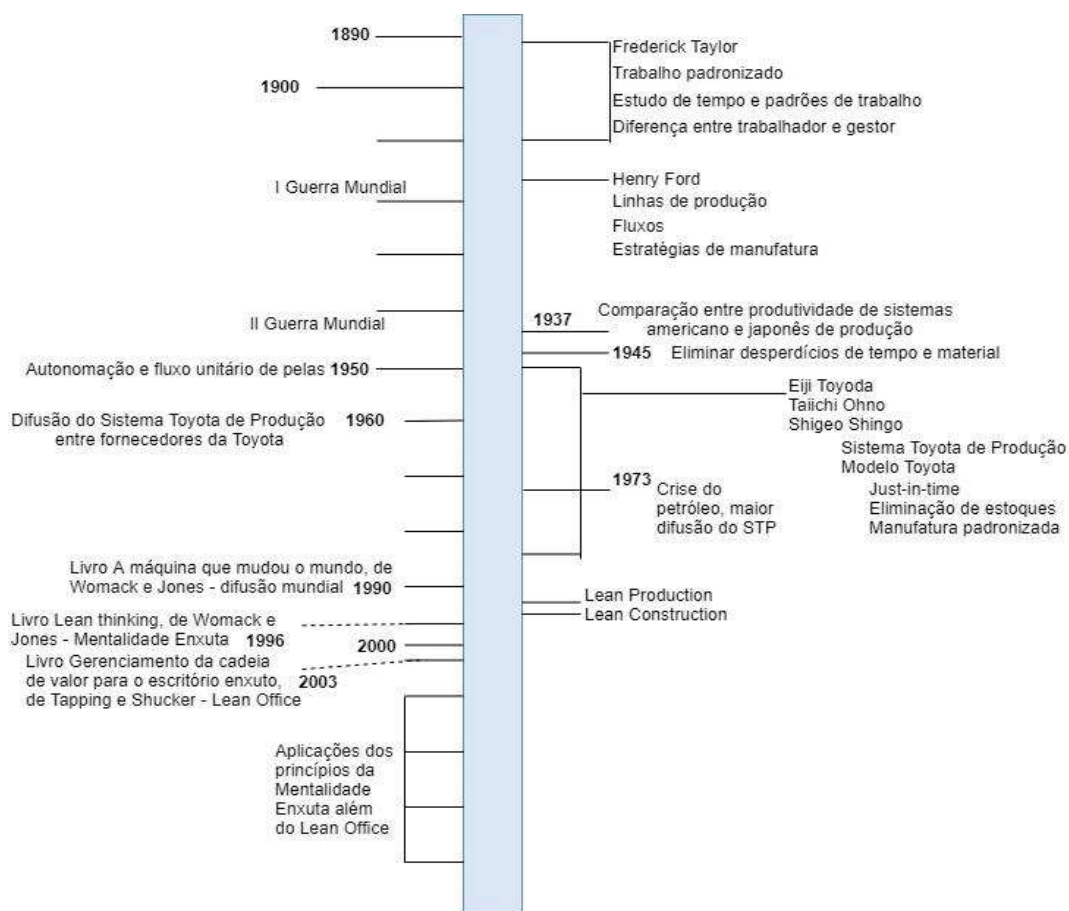 1890
Frederick Taylor
Trabalho padronizado
1900
Estudo de tempo e padrões de trabalho
Diferença entre trabalhador e gestor
I Guerra Mundial
Henry Ford
Linhas de produção
Fluxos
Estratégias de manufatura
II Guerra Mundial
1937 Comparação entre produtividade de sistemas
americano e japonês de produção
1945 Eliminar desperdícios de tempo e material
Autonomação e fluxo unitário de pelas 1950
Eiji Toyoda
Taiichi Ohno
Shigeo Shingo
Difusão do Sistema Toyota de Produção 1960
entre fornecedores da Toyota
Sistema Toyota de Produção
Modelo Toyota
Just-in-time
Eliminação de estoques
Manufatura padronizada
1973 Crise do
petróleo, maior
difusão do STP
Livro A máquina que mudou o mundo, de
Womack e Jones - difusão mundial 1990
Lean Production
Lean Construction
Livro Lean thinking, de Womack e
Jones - Mentalidade Enxuta 1996
2000
Livro Gerenciamento da cadeia
de valor para o escritório enxuto, 2003
de Tapping e Shucker - Lean Office
Aplicações dos
princípios da
Mentalidade
Enxuta além
do Lean Office